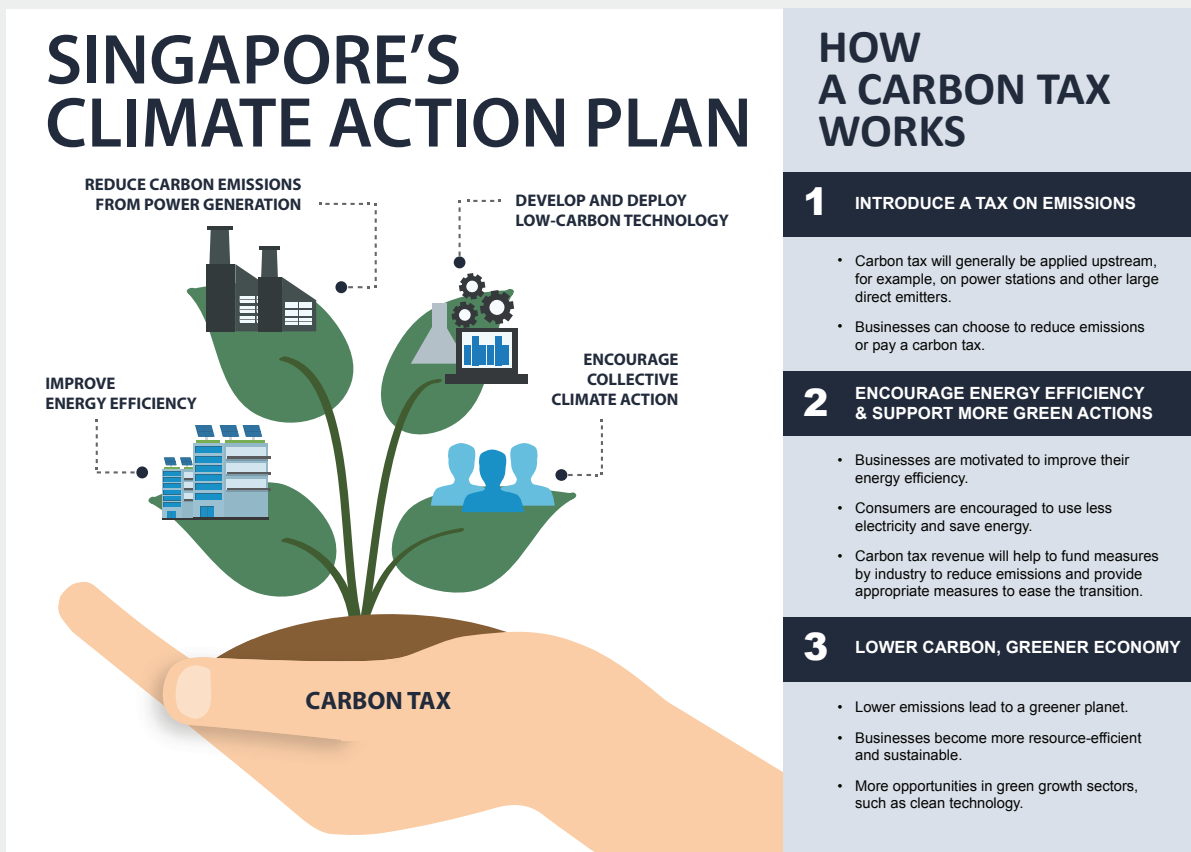 SINGAPORE'S
CLIMATE ACTION PLAN
REDUCE CARBON EMISSIONS
FROM POWER GENERATION
DEVELOP AND DEPLOY
LOW-CARBON TECHNOLOGY
IMPROVE
ENERGY EFFICIENCY
ENCOURAGE
COLLECTIVE
CLIMATE ACTION
CARBON TAX
HOW
A CARBON TAX
WORKS
1 INTRODUCE A TAX ON EMISSIONS
• Carbon tax will generally be applied upstream,
for example, on power stations and other large
direct emitters.
• Businesses can choose to reduce emissions
or pay a carbon tax.
2 ENCOURAGE ENERGY EFFICIENCY
& SUPPORT MORE GREEN ACTIONS
• Businesses are motivated to improve their
energy efficiency.
• Consumers are encouraged to use less
electricity and save energy.
• Carbon tax revenue will help to fund measures
by industry to reduce emissions and provide
appropriate measures to ease the transition.
3 LOWER CARBON, GREENER ECONOMY
• Lower emissions lead to a greener planet.
• Businesses become more resource-efficient
and sustainable.
• More opportunities in green growth sectors,
such as clean technology.